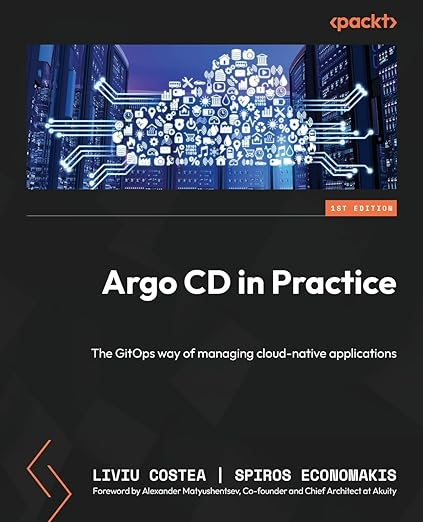 <packt>
1ST EDITION
Argo CD in Practice
The GitOps way of managing cloud-native applications
LIVIU COSTEA | SPIROS ECONOMAKIS
Foreword by Alexander Matyushentsev, Co-founder and Chief Architect at Akuity